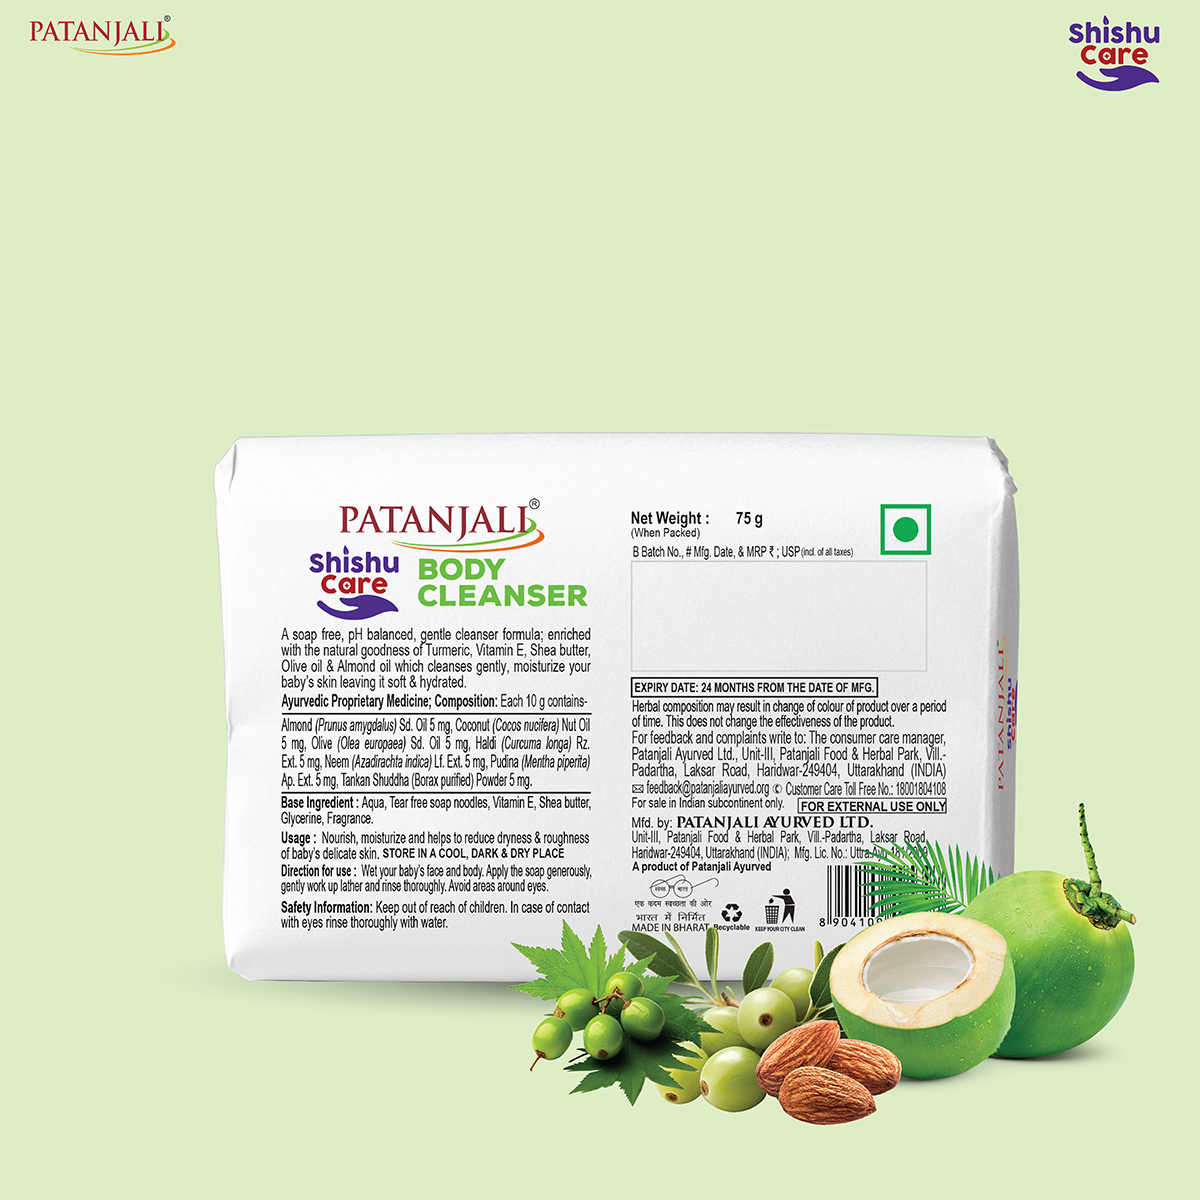 PATANJALI®
Shishu
Care
PATANJALI®
Shishu
Care
BODY
CLEANSER
A soap free, pH balanced, gentle cleanser formula; enriched
with the natural goodness of Turmeric, Vitamin E, Shea butter,
Olive oil & Almond oil which cleanses gently, moisturize your
baby's skin leaving it soft & hydrated.
Ayurvedic Proprietary Medicine; Composition: Each 10 g contains-
Almond (Prunus amygdalus) Sd. Oil 5 mg, Coconut (Cocos nucifera) Nut Oil
5 mg, Olive (Olea europaea) Sd. Oil 5 mg, Haldi (Curcuma longa) Rz.
Ext. 5 mg, Neem (Azadirachta indica) Lf. Ext. 5 mg, Pudina (Mentha piperita)
Ap. Ext. 5 mg, Tankan Shuddha (Borax purified) Powder 5 mg.
Base Ingredient : Aqua, Tear free soap noodles, Vitamin E, Shea butter,
Glycerine, Fragrance.
Usage : Nourish, moisturize and helps to reduce dryness & roughness
of baby's delicate skin. STORE IN A COOL, DARK & DRY PLACE
Direction for use : Wet your baby's face and body. Apply the soap generously,
gently work up lather and rinse thoroughly. Avoid areas around eyes.
Safety Information: Keep out of reach of children. In case of contact
with eyes rinse thoroughly with water.
Net Weight : 75 g
(When Packed)
B Batch No., # Mfg. Date, & MRP ₹ ; USP (incl. of all taxes)
EXPIRY DATE: 24 MONTHS FROM THE DATE OF MFG.
Herbal composition may result in change of colour of product over a period
of time. This does not change the effectiveness of the product.
For feedback and complaints write to: The consumer care manager,
Patanjali Ayurved Ltd., Unit-III, Patanjali Food & Herbal Park, Vill.-
Padartha, Laksar Road, Haridwar-249404, Uttarakhand (INDIA)
feedback@patanjaliayurved.org Customer Care Toll Free No.: 18001804108
For sale in Indian subcontinent only. FOR EXTERNAL USE ONLY
Mfd. by: PATANJALI AYURVED LTD.
Unit-III, Patanjali Food & Herbal Park, Vill.-Padartha, Laksar Road,
Haridwar-249404, Uttarakhand (INDIA); Mfg. Lic. No.:
A product of Patanjali Ayurved
स्वच्छ भारत
एक कदम स्वच्छता की ओर
भारत में निर्मित
MADE IN BHARAT
Recyclable
KEEP YOUR CITY CLEAN
8 904109
PATANJALI
Shishu
Care